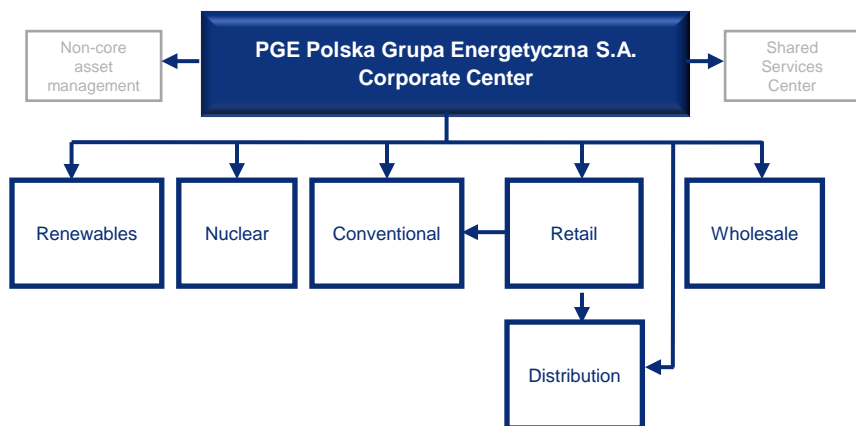 Non-core
asset
management
PGE Polska Grupa Energetyczna S.A.
Corporate Center
Shared
Services
Center
Renewables
Nuclear
Conventional
Retail
Wholesale
Distribution